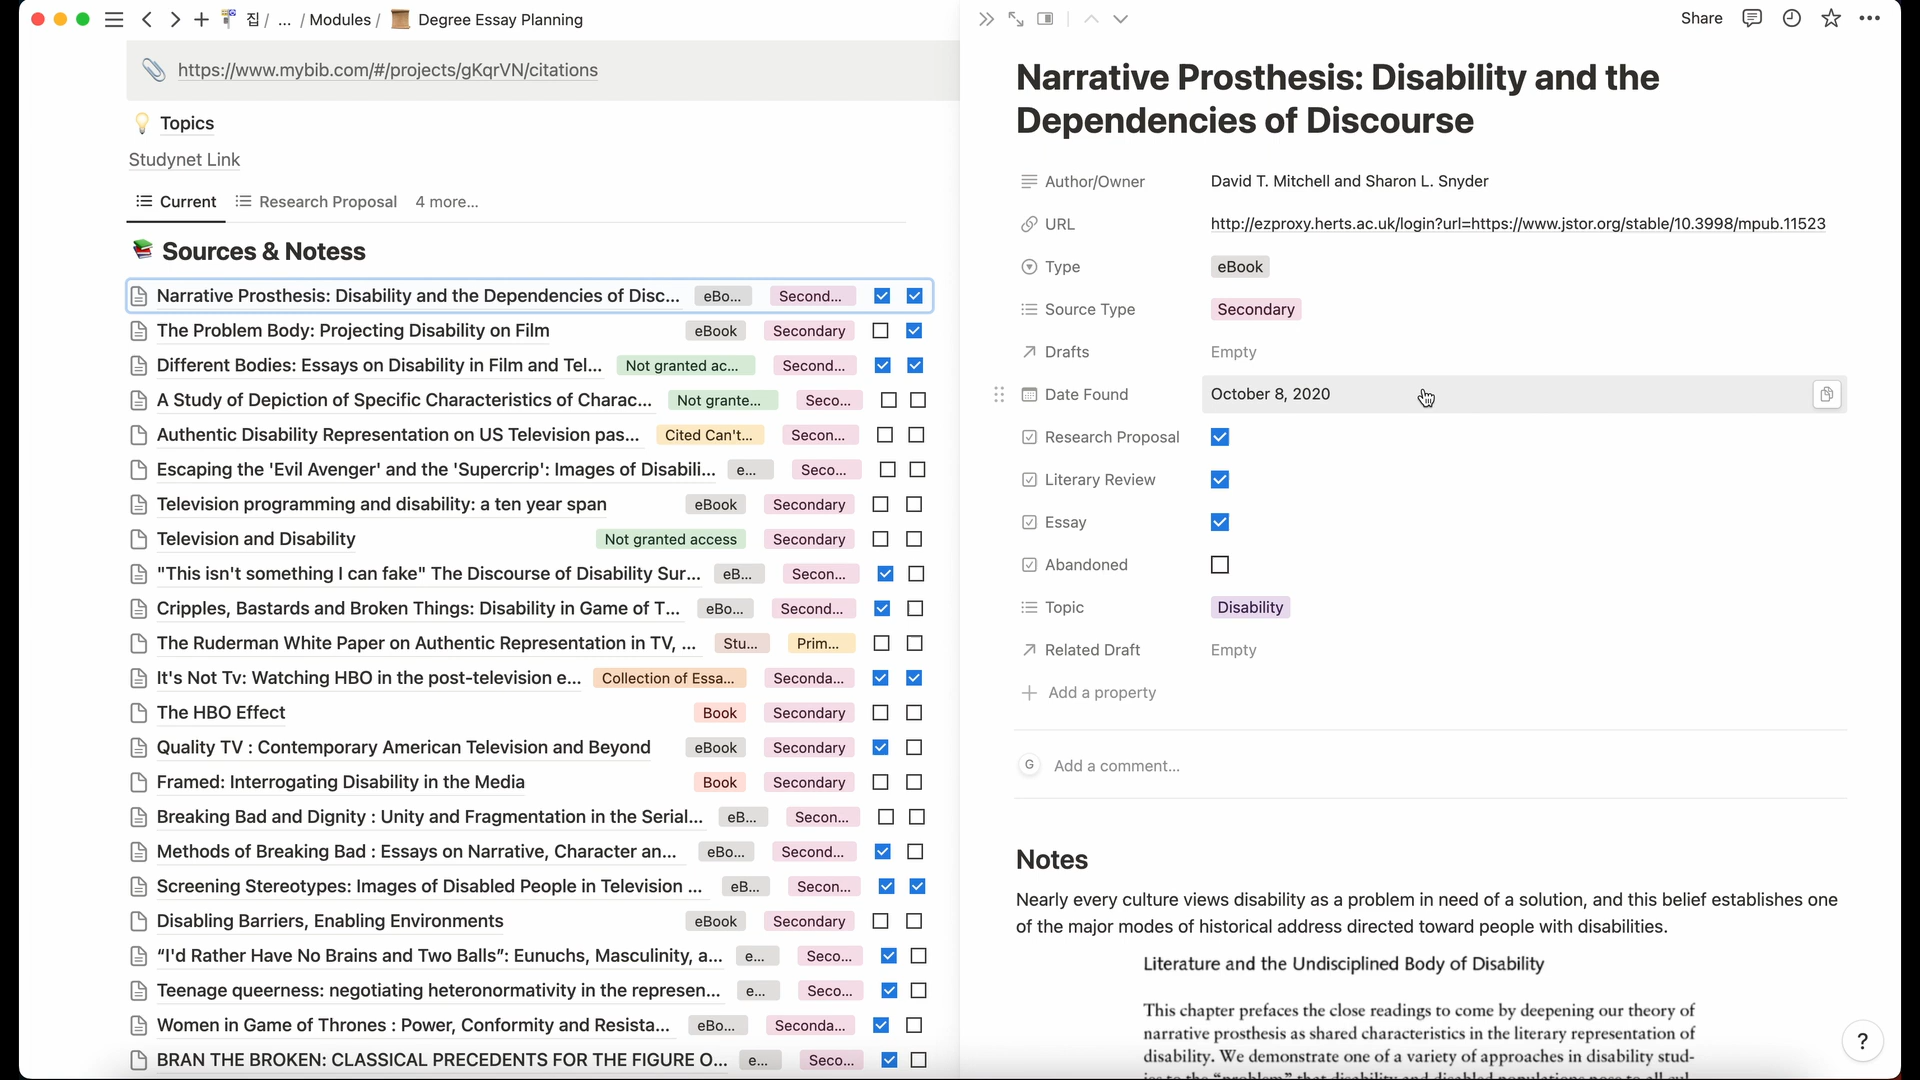 집 / ... / Modules / Degree Essay Planning
https://www.mybib.com/#/projects/gKqrVN/citations
Topics
Studynet Link
Current Research Proposal 4 more...
Sources & Notess
Narrative Prosthesis: Disability and the Dependencies of Disc... eBo... Second...
The Problem Body: Projecting Disability on Film eBook Secondary
Different Bodies: Essays on Disability in Film and Tel... Not granted ac... Second...
A Study of Depiction of Specific Characteristics of Charac... Not grante... Seco...
Authentic Disability Representation on US Television pas... Cited Can't... Secon...
Escaping the 'Evil Avenger' and the 'Supercrip': Images of Disabili... e... Seco...
Television programming and disability: a ten year span eBook Secondary
Television and Disability Not granted access Secondary
"This isn't something I can fake" The Discourse of Disability Sur... eB... Secon...
Cripples, Bastards and Broken Things: Disability in Game of T... eBo... Second...
The Ruderman White Paper on Authentic Representation in TV, ... Stu... Prim...
It's Not Tv: Watching HBO in the post-television e... Collection of Essa... Seconda...
The HBO Effect Book Secondary
Quality TV : Contemporary American Television and Beyond eBook Secondary
Framed: Interrogating Disability in the Media Book Secondary
Breaking Bad and Dignity : Unity and Fragmentation in the Serial... eB... Secon...
Methods of Breaking Bad : Essays on Narrative, Character an... eBo... Second...
Screening Stereotypes: Images of Disabled People in Television ... eB... Secon...
Disabling Barriers, Enabling Environments eBook Secondary
“I'd Rather Have No Brains and Two Balls”: Eunuchs, Masculinity, a... e... Seco...
Teenage queerness: negotiating heteronormativity in the represen... e... Seco...
Women in Game of Thrones : Power, Conformity and Resista... eBo... Seconda...
BRAN THE BROKEN: CLASSICAL PRECEDENTS FOR THE FIGURE O... e... Seco...
Share
Narrative Prosthesis: Disability and the
Dependencies of Discourse
Author/Owner David T. Mitchell and Sharon L. Snyder
URL http://ezproxy.herts.ac.uk/login?url=https://www.jstor.org/stable/10.3998/mpub.11523
Type eBook
Source Type Secondary
Drafts Empty
Date Found October 8, 2020
Research Proposal
Literary Review
Essay
Abandoned
Topic Disability
Related Draft Empty
Add a property
G Add a comment...
Notes
Nearly every culture views disability as a problem in need of a solution, and this belief establishes one
of the major modes of historical address directed toward people with disabilities.
Literature and the Undisciplined Body of Disability
This chapter prefaces the close readings to come by deepening our theory of
narrative prosthesis as shared characteristics in the literary representation of
disability. We demonstrate one of a variety of approaches in disability stud-
ies to the “problem” that disability and disabled populations pose to all cul-
?